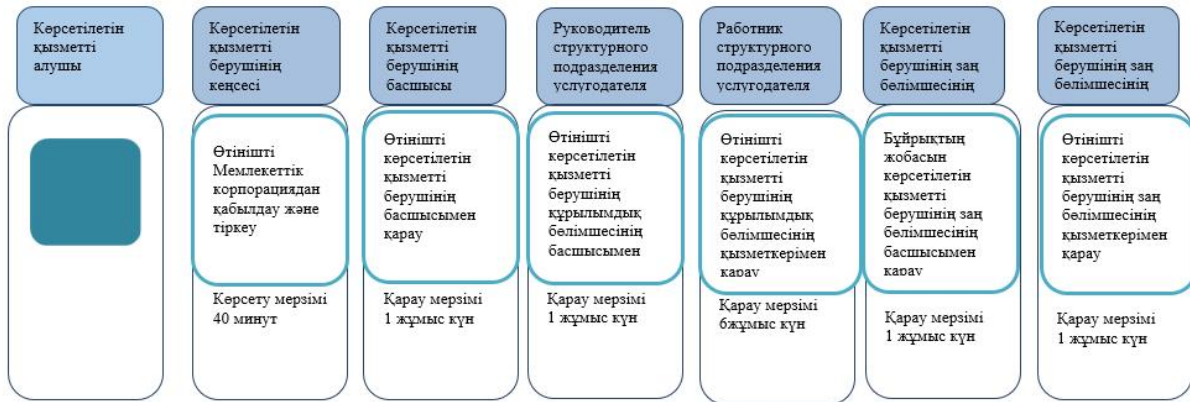 Көрсетілетін
қызметті
алушы
Көрсетілетін
қызметті
берушінің
кеңсесі
Көрсетілетін
қызметті
берушінің
басшысы
Руководитель
структурного
подразделения
услугодателя
Работник
структурного
подразделения
услугодателя
Көрсетілетін
қызметті
берушінің заң
бөлімшесінің
Көрсетілетін
қызметті
берушінің заң
бөлімшесінің
Өтінішті
Мемлекеттік
корпорациядан
қабылдау және
тіркеу
Көрсету мерзімі
40 минут
Өтінішті
көрсетілетін
қызметті
берушінің
басшысымен
қарау
Қарау мерзімі
1 жұмыс күн
Өтінішті
көрсетілетін
қызметті
берушінің
құрылымдық
бөлімшесінің
басшысымен
Қарау мерзімі
1 жұмыс күн
Өтінішті
көрсетілетін
қызметті
берушінің
құрылымдық
бөлімшесінің
қызметкерімен
қарау
Қарау мерзімі
6жұмыс күн
Бұйрықтың
жобасын
көрсетілетін
қызметті
берушінің заң
бөлімшесінің
басшысымен
қарау
Қарау мерзімі
1 жұмыс күн
Өтінішті
көрсетілетін
қызметті
берушінің заң
бөлімшесінің
қызметкерімен
қарау
Қарау мерзімі
1 жұмыс күн